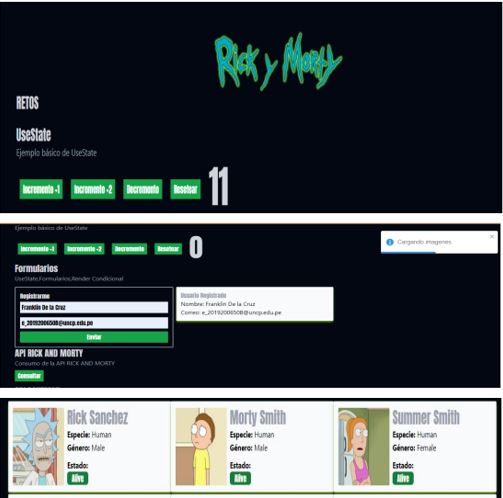 Rick y Morty
RETOS
UseState
Ejemplo básico de UseState
Incremento +1 Incremento +2 Decremento Resetear 11
Ejemplo básico de UseState
Incremento +1 Incremento +2 Decremento Resetear 0
Cargando imagenes
Formularios
UseState,Formularios,Render Condicional
Registrarme
Franklin De la Cruz
e_20192006508@uncp.edu.pe
Enviar
Usuario Registrado
Nombre: Franklin De la Cruz
Correo: e_20192006508@uncp.edu.pe
API RICK AND MORTY
Consumo de la API RICK AND MORTY
Consultar
Rick Sanchez
Especie: Human
Género: Male
Estado:
Alive
Morty Smith
Especie: Human
Género: Male
Estado:
Alive
Summer Smith
Especie: Human
Género: Female
Estado:
Alive